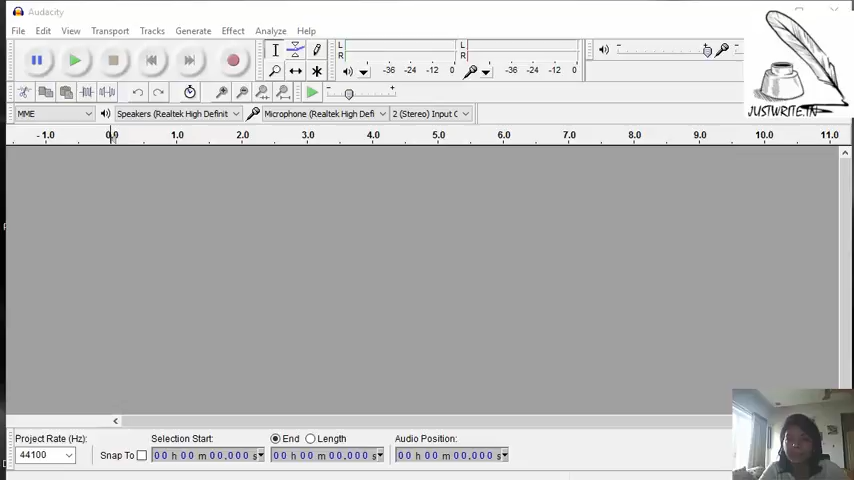 Audacity
File Edit View Transport Tracks Generate Effect Analyze Help
L
R
-36 -24 -12 0
L
R
-36 -24 -12 0
JUSTWRITE.IN
MME Speakers (Realtek High Definit Microphone (Realtek High Defi 2 (Stereo) Input C
-1.0 0.0 1.0 2.0 3.0 4.0 5.0 6.0 7.0 8.0 9.0 10.0 11.0
Project Rate (Hz): Selection Start: End Length Audio Position:
44100 Snap To 00 h 00 m 00,000 s 00 h 00 m 00,000 s 00 h 00 m 00,000 s